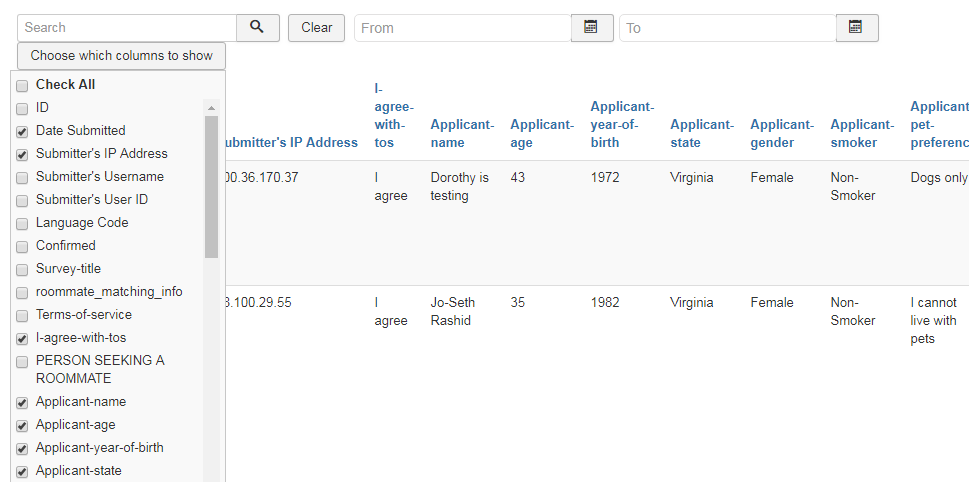 Search
Clear
From
To
Choose which columns to show
Check All
ID
Date Submitted
Submitter's IP Address
Submitter's Username
Submitter's User ID
Language Code
Confirmed
Survey-title
roommate_matching_info
Terms-of-service
I-agree-with-tos
PERSON SEEKING A
ROOMMATE
Applicant-name
Applicant-age
Applicant-year-of-birth
Applicant-state
ubmitter's IP Address
I-
agree-
with-
tos
Applicant-
name
Applicant-
age
Applicant-
year-of-
birth
Applicant-
state
Applicant-
gender
Applicant-
smoker
Applicant
pet-
preferenc
00.36.170.37
I
agree
Dorothy is
testing
43
1972
Virginia
Female
Non-
Smoker
Dogs only
3.100.29.55
I
agree
Jo-Seth
Rashid
35
1982
Virginia
Female
Non-
Smoker
I cannot
live with
pets